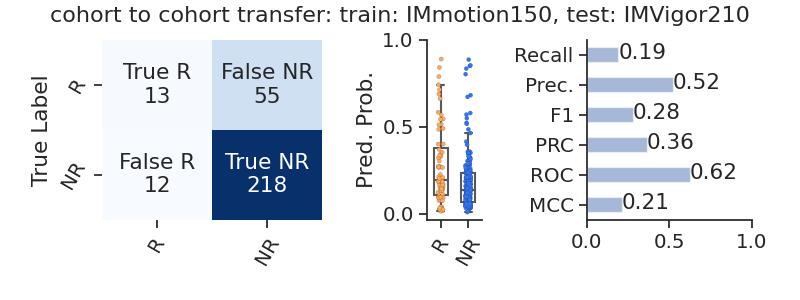 cohort to cohort transfer: train: IMmotion150, test: IMVigor210
True Label
R
NR
True R
13
False NR
55
False R
12
True NR
218
R
NR
Pred. Prob.
1.0
0.5
0.0
R
NR
Recall
0.19
Prec.
0.52
F1
0.28
PRC
0.36
ROC
0.62
MCC
0.21
0.0
0.5
1.0